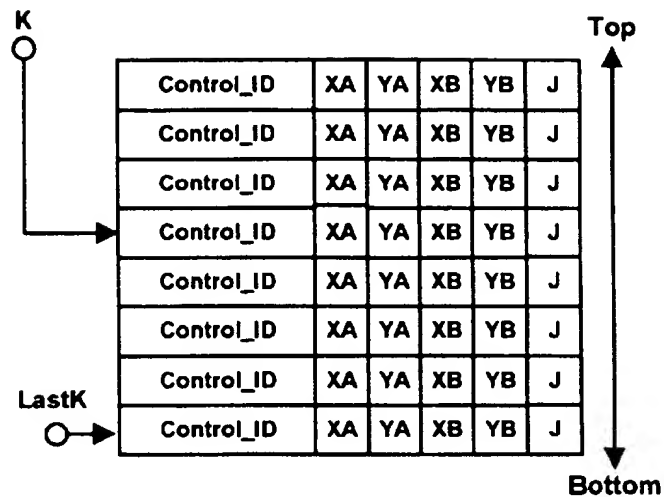 K
Top
Control_ID XA YA XB YB J
Control_ID XA YA XB YB J
Control_ID XA YA XB YB J
Control_ID XA YA XB YB J
Control_ID XA YA XB YB J
Control_ID XA YA XB YB J
Control_ID XA YA XB YB J
LastK
Control_ID XA YA XB YB J
Bottom